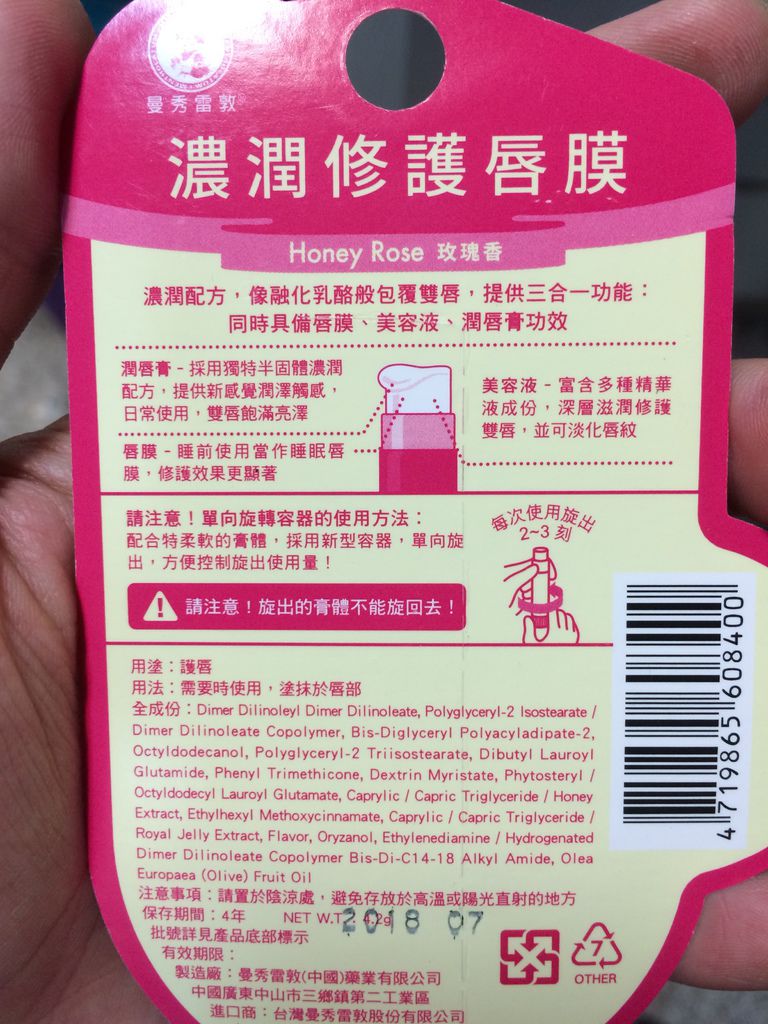 曼秀雷敦®
濃潤修護唇膜
Honey Rose 玫瑰香
濃潤配方，像融化乳酪般包覆雙唇，提供三合一功能：
同時具備唇膜、美容液、潤唇膏功效
潤唇膏 - 採用獨特半固體濃潤
配方，提供新感覺潤澤觸感，
日常使用，雙唇飽滿亮澤
唇膜 - 睡前使用當作睡眠唇
膜，修護效果更顯著
美容液 - 富含多種精華
液成份，深層滋潤修護
雙唇，並可淡化唇紋
請注意！單向旋轉容器的使用方法：
配合特柔軟的膏體，採用新型容器，單向旋
出，方便控制旋出使用量！
每次使用旋出
2~3 刻
請注意！旋出的膏體不能旋回去！
用途：護唇
用法：需要時使用，塗抹於唇部
全成份：Dimer Dilinoleyl Dimer Dilinoleate, Polyglyceryl-2 Isostearate /
Dimer Dilinoleate Copolymer, Bis-Diglyceryl Polyacyladipate-2,
Octyldodecanol, Polyglyceryl-2 Triisostearate, Dibutyl Lauroyl
Glutamide, Phenyl Trimethicone, Dextrin Myristate, Phytosteryl /
Octyldodecyl Lauroyl Glutamate, Caprylic / Capric Triglyceride / Honey
Extract, Ethylhexyl Methoxycinnamate, Caprylic / Capric Triglyceride /
Royal Jelly Extract, Flavor, Oryzanol, Ethylenediamine / Hydrogenated
Dimer Dilinoleate Copolymer Bis-Di-C14-18 Alkyl Amide, Olea
Europaea (Olive) Fruit Oil
注意事項：請置於陰涼處，避免存放於高溫或陽光直射的地方
保存期間：4年 NET W.T.: 4.2g
2018 07
批號詳見產品底部標示
有效期限：
製造廠：曼秀雷敦(中國)藥業有限公司
中國廣東中山市三鄉鎮第二工業區
進口商：台灣曼秀雷敦股份有限公司
4 719865 608400
7
OTHER